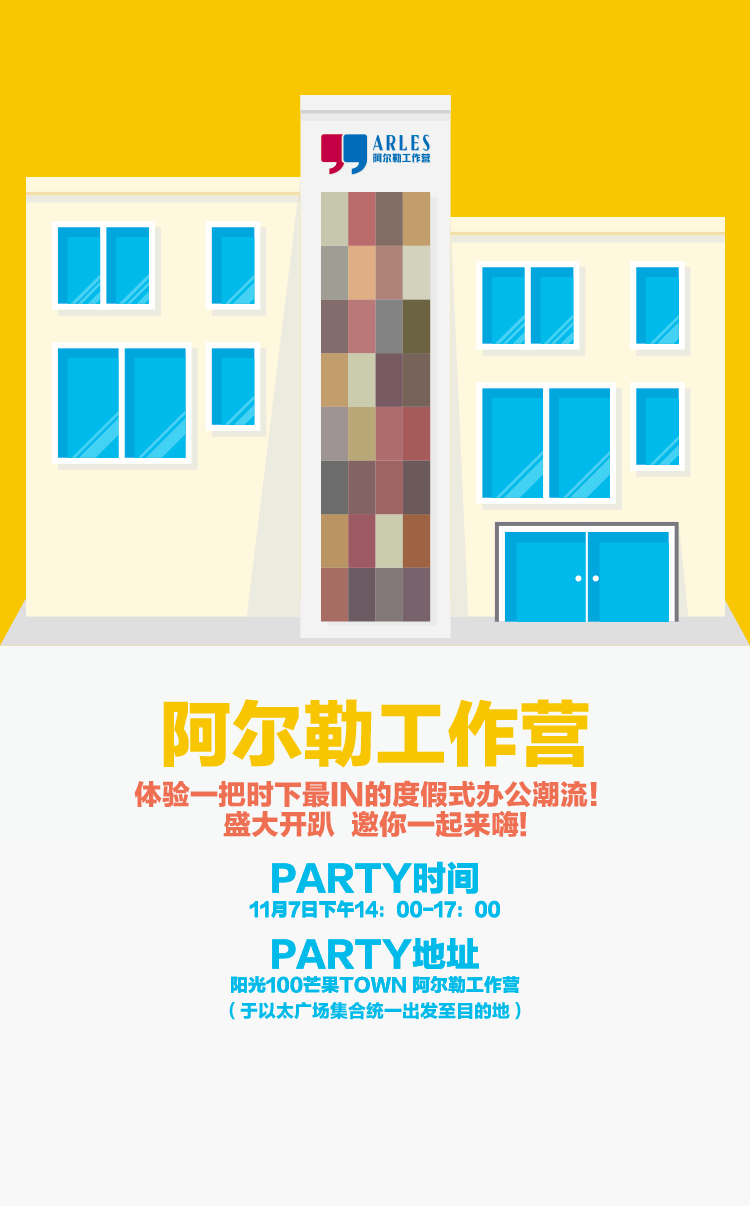 ARLES
阿尔勒工作营
阿尔勒工作营
体验一把时下最IN的度假式办公潮流！
盛大开趴 邀你一起来嗨！
PARTY时间
11月7日下午14：00-17：00
PARTY地址
阳光100芒果TOWN 阿尔勒工作营
（于以太广场集合统一出发至目的地）